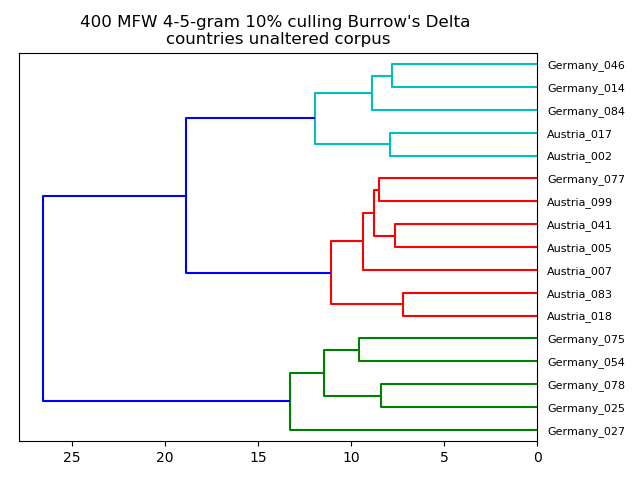 400 MFW 4-5-gram 10% culling Burrow's Delta
countries unaltered corpus
Germany_046
Germany_014
Germany_084
Austria_017
Austria_002
Germany_077
Austria_099
Austria_041
Austria_005
Austria_007
Austria_083
Austria_018
Germany_075
Germany_054
Germany_078
Germany_025
Germany_027
25 20 15 10 5 0